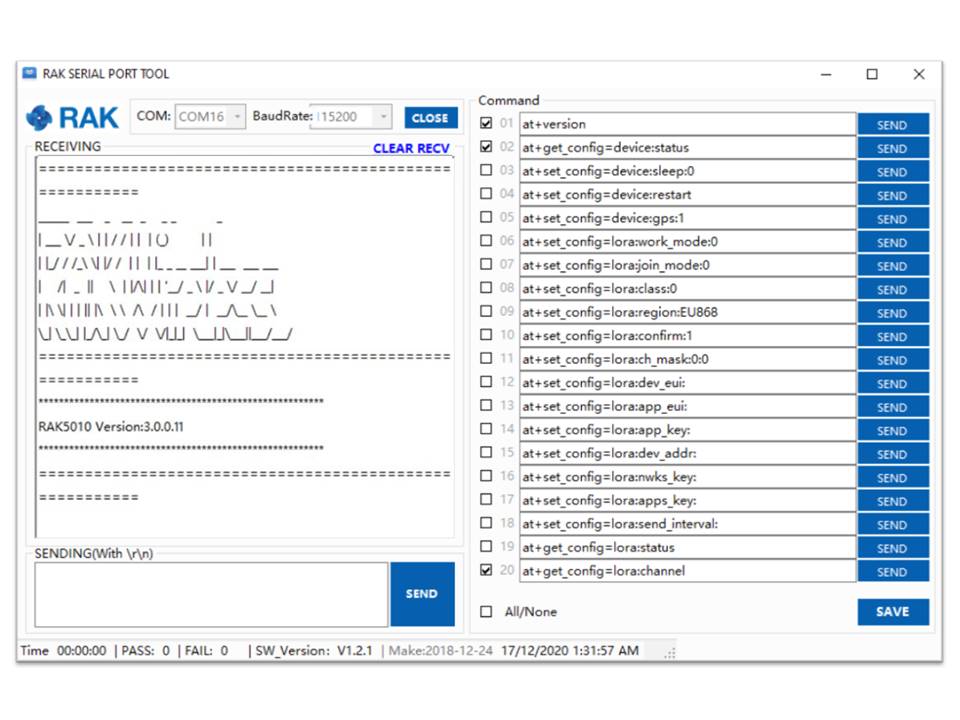 RAK SERIAL PORT TOOL
RAK
COM: COM16 BaudRate: 115200 CLOSE
RECEIVING CLEAR RECV
==================================================
===========
==================================================
===========
********************************************************
RAK5010 Version:3.0.0.11
********************************************************
==================================================
===========
SENDING(With \r\n)
SEND
Command
01 at+version SEND
02 at+get_config=device:status SEND
03 at+set_config=device:sleep:0 SEND
04 at+set_config=device:restart SEND
05 at+set_config=device:gps:1 SEND
06 at+set_config=lora:work_mode:0 SEND
07 at+set_config=lora:join_mode:0 SEND
08 at+set_config=lora:class:0 SEND
09 at+set_config=lora:region:EU868 SEND
10 at+set_config=lora:confirm:1 SEND
11 at+set_config=lora:ch_mask:0:0 SEND
12 at+set_config=lora:dev_eui: SEND
13 at+set_config=lora:app_eui: SEND
14 at+set_config=lora:app_key: SEND
15 at+set_config=lora:dev_addr: SEND
16 at+set_config=lora:nwks_key: SEND
17 at+set_config=lora:apps_key: SEND
18 at+set_config=lora:send_interval: SEND
19 at+get_config=lora:status SEND
20 at+get_config=lora:channel SEND
All/None SAVE
Time 00:00:00 | PASS: 0 | FAIL: 0 | SW_Version: V1.2.1 | Make:2018-12-24 17/12/2020 1:31:57 AM